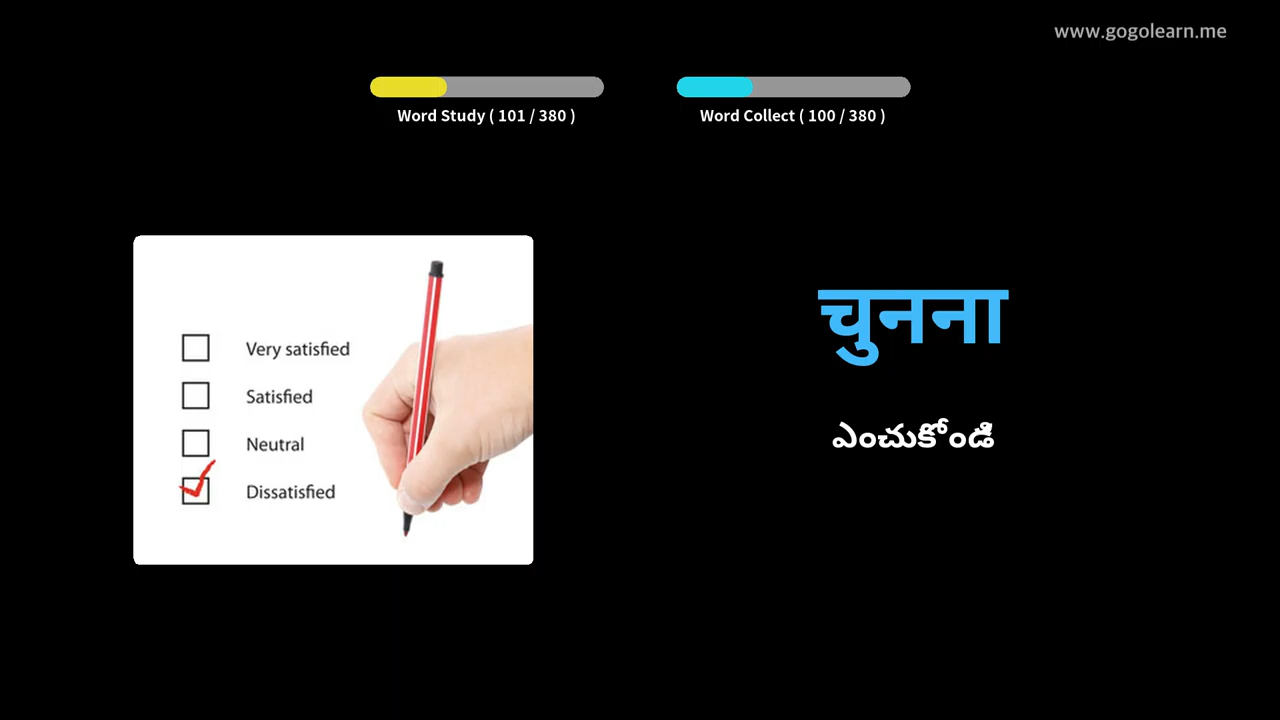 www.gogolearn.me
Word Study ( 101 / 380 )
Word Collect ( 100 / 380 )
Very satisfied
Satisfied
Neutral
Dissatisfied
चुनना
ఎంచుకోండి